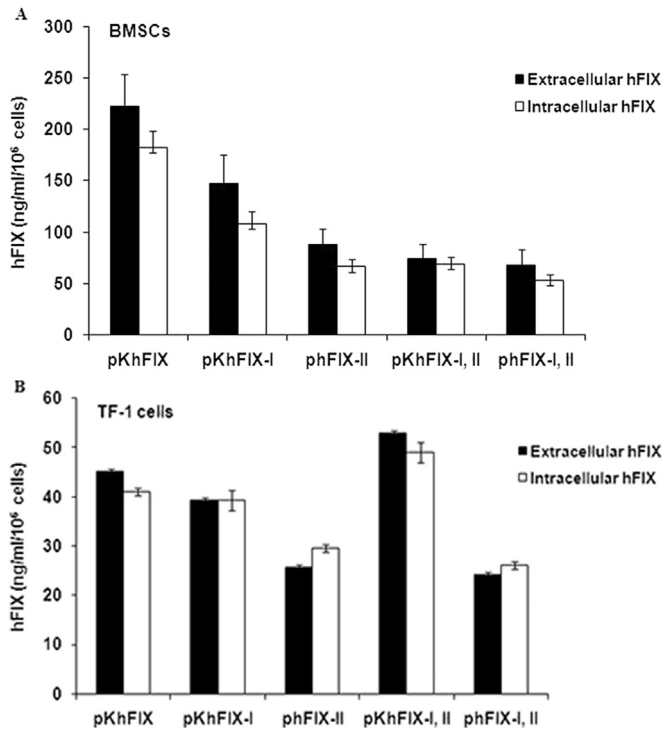 A
BMSCs
300
250
200
150
100
50
0
hFIX (ng/ml/10⁶ cells)
Extracellular hFIX
Intracellular hFIX
pKhFIX
pKhFIX-I
phFIX-II
pKhFIX-I, II
phFIX-I, II
B
TF-1 cells
60
50
40
30
20
10
0
hFIX (ng/ml/10⁶ cells)
Extracellular hFIX
Intracellular hFIX
pKhFIX
pKhFIX-I
phFIX-II
pKhFIX-I, II
phFIX-I, II